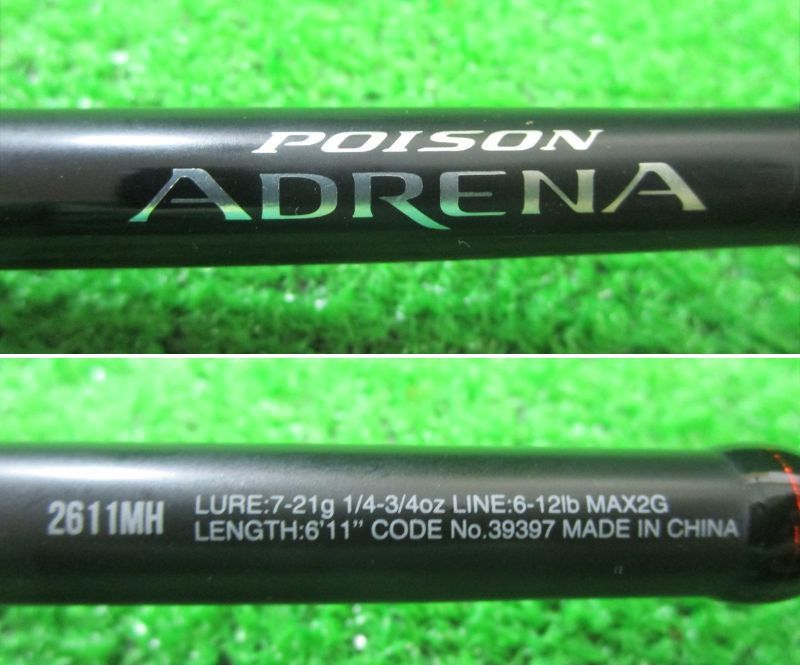 POISON
ADRENA
2611MH
LURE:7-21g 1/4-3/4oz LINE:6-12lb MAX2G
LENGTH:6'11" CODE No.39397 MADE IN CHINA